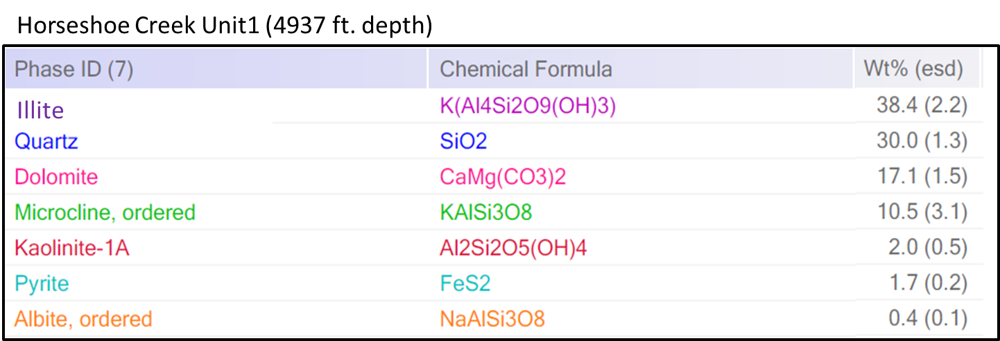 Horseshoe Creek Unit1 (4937 ft. depth)
Phase ID (7) Chemical Formula Wt% (esd)
Illite K(Al4Si2O9(OH)3) 38.4 (2.2)
Quartz SiO2 30.0 (1.3)
Dolomite CaMg(CO3)2 17.1 (1.5)
Microcline, ordered KAlSi3O8 10.5 (3.1)
Kaolinite-1A Al2Si2O5(OH)4 2.0 (0.5)
Pyrite FeS2 1.7 (0.2)
Albite, ordered NaAlSi3O8 0.4 (0.1)